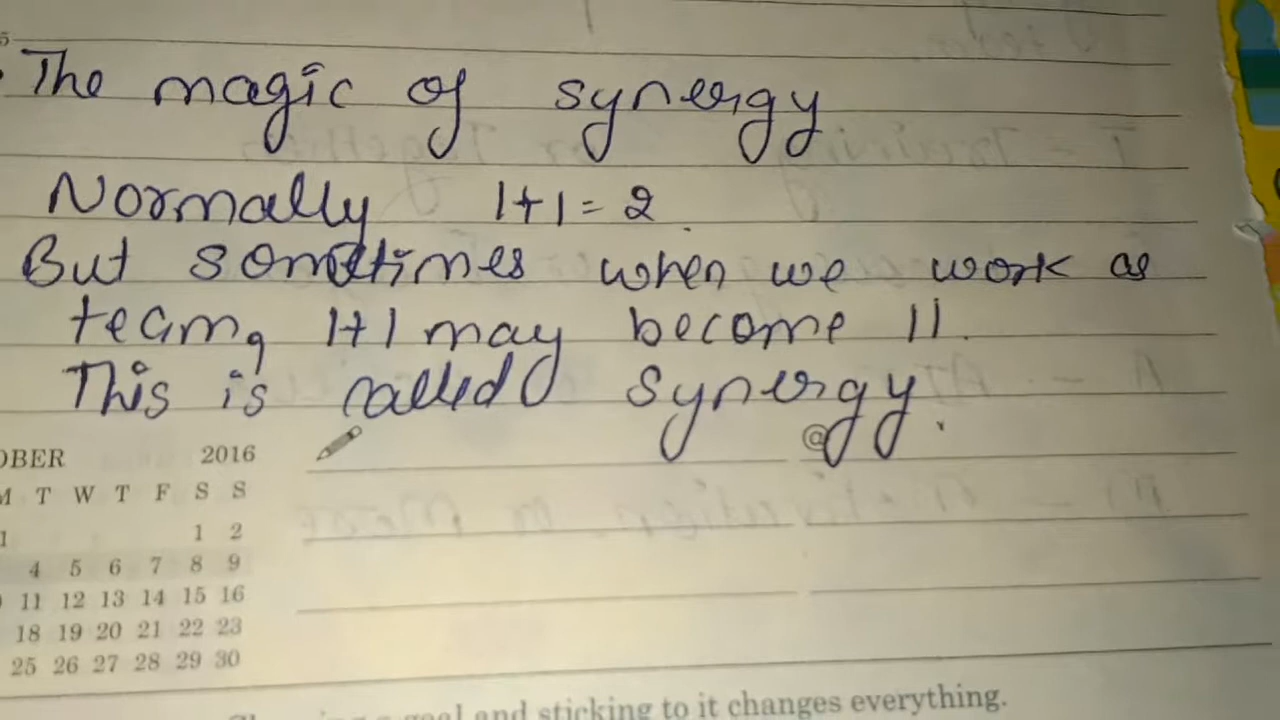 The magic of synergy
Normally 1+1=2.
But sometimes when we work as
team, 1+1 may become 11.
This is called synergy.
OBER 2016
M T W T F S S
1 1 2
4 5 6 7 8 9
11 12 13 14 15 16
18 19 20 21 22 23
25 26 27 28 29 30
goal and sticking to it changes everything.